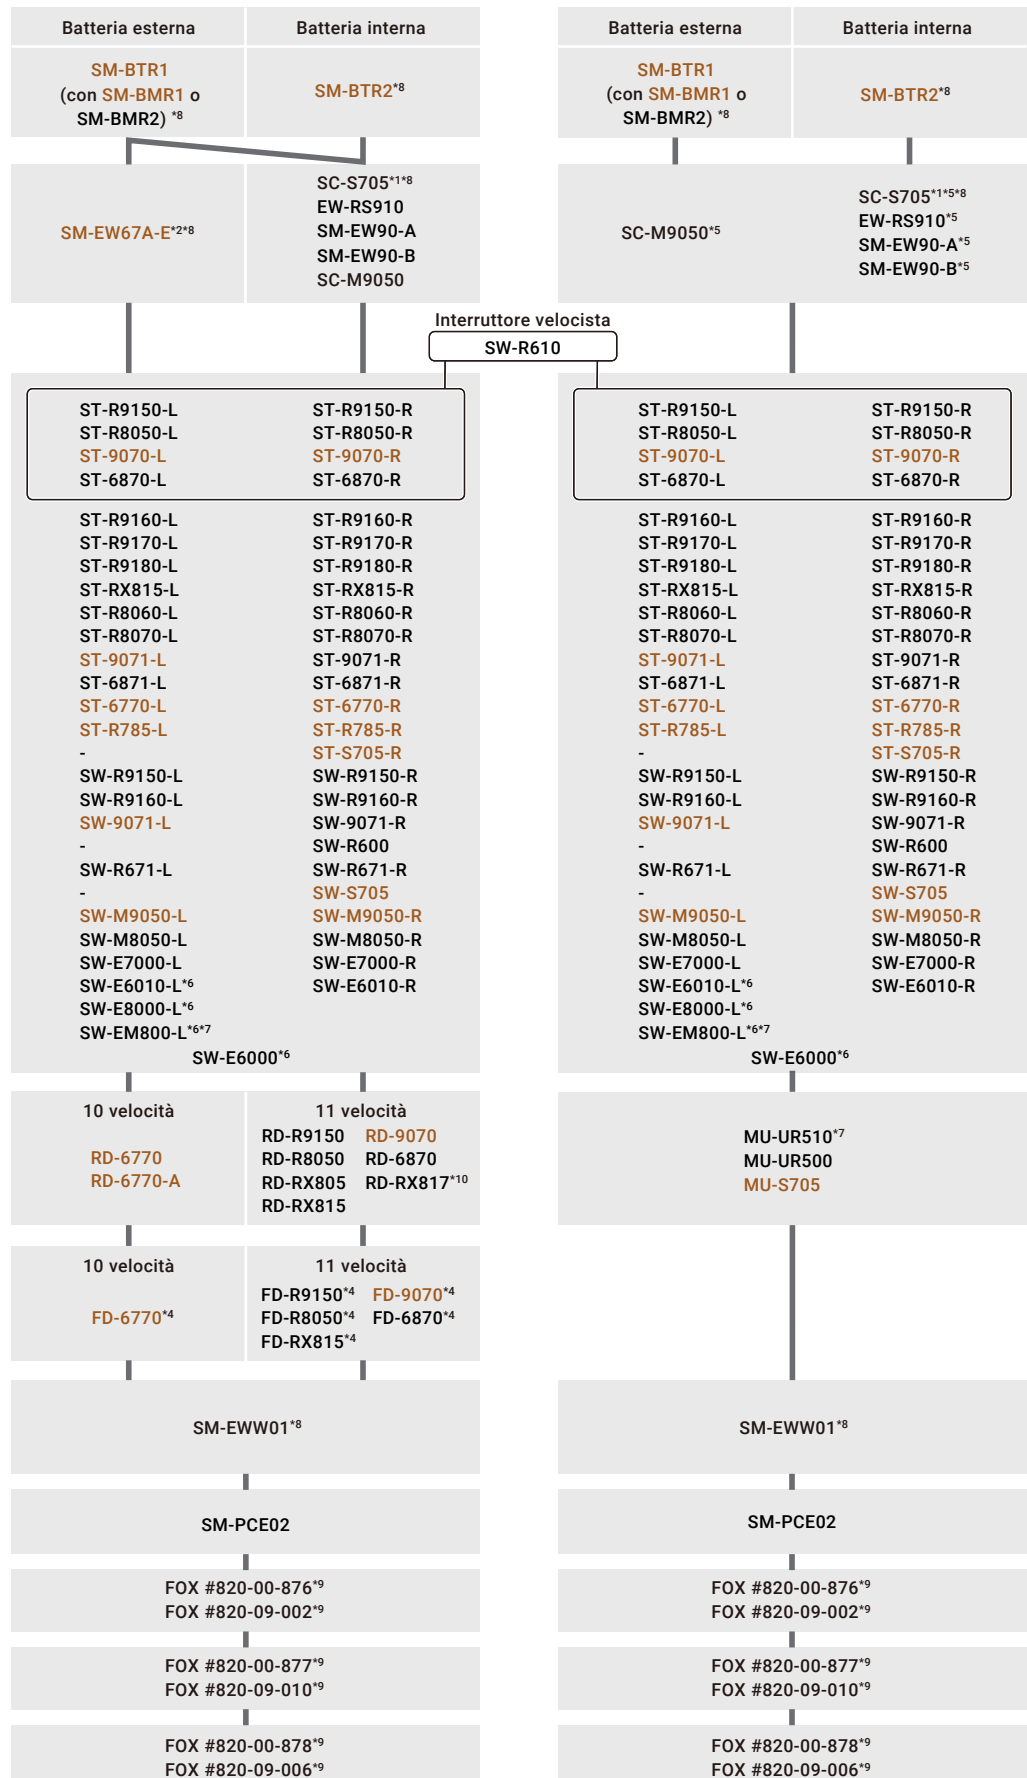 Batteria esterna
Batteria interna
SM-BTR1
(con SM-BMR1 o
SM-BMR2) *8
SM-BTR2*8
SM-EW67A-E*2*8
SC-S705*1*8
EW-RS910
SM-EW90-A
SM-EW90-B
SC-M9050
Batteria esterna
Batteria interna
SM-BTR1
(con SM-BMR1 o
SM-BMR2) *8
SM-BTR2*8
SC-M9050*5
SC-S705*1*5*8
EW-RS910*5
SM-EW90-A*5
SM-EW90-B*5
Interruttore velocista
SW-R610
ST-R9150-L ST-R9150-R
ST-R8050-L ST-R8050-R
ST-9070-L ST-9070-R
ST-6870-L ST-6870-R
ST-R9160-L ST-R9160-R
ST-R9170-L ST-R9170-R
ST-R9180-L ST-R9180-R
ST-RX815-L ST-RX815-R
ST-R8060-L ST-R8060-R
ST-R8070-L ST-R8070-R
ST-9071-L ST-9071-R
ST-6871-L ST-6871-R
ST-6770-L ST-6770-R
ST-R785-L ST-R785-R
- ST-S705-R
SW-R9150-L SW-R9150-R
SW-R9160-L SW-R9160-R
SW-9071-L SW-9071-R
- SW-R600
SW-R671-L SW-R671-R
- SW-S705
SW-M9050-L SW-M9050-R
SW-M8050-L SW-M8050-R
SW-E7000-L SW-E7000-R
SW-E6010-L*6 SW-E6010-R
SW-E8000-L*6
SW-EM800-L*6*7
SW-E6000*6
ST-R9150-L ST-R9150-R
ST-R8050-L ST-R8050-R
ST-9070-L ST-9070-R
ST-6870-L ST-6870-R
ST-R9160-L ST-R9160-R
ST-R9170-L ST-R9170-R
ST-R9180-L ST-R9180-R
ST-RX815-L ST-RX815-R
ST-R8060-L ST-R8060-R
ST-R8070-L ST-R8070-R
ST-9071-L ST-9071-R
ST-6871-L ST-6871-R
ST-6770-L ST-6770-R
ST-R785-L ST-R785-R
- ST-S705-R
SW-R9150-L SW-R9150-R
SW-R9160-L SW-R9160-R
SW-9071-L SW-9071-R
- SW-R600
SW-R671-L SW-R671-R
- SW-S705
SW-M9050-L SW-M9050-R
SW-M8050-L SW-M8050-R
SW-E7000-L SW-E7000-R
SW-E6010-L*6 SW-E6010-R
SW-E8000-L*6
SW-EM800-L*6*7
SW-E6000*6
10 velocità
RD-6770
RD-6770-A
11 velocità
RD-R9150 RD-9070
RD-R8050 RD-6870
RD-RX805 RD-RX817*10
RD-RX815
MU-UR510*7
MU-UR500
MU-S705
10 velocità
FD-6770*4
11 velocità
FD-R9150*4 FD-9070*4
FD-R8050*4 FD-6870*4
FD-RX815*4
SM-EWW01*8
SM-EWW01*8
SM-PCE02
SM-PCE02
FOX #820-00-876*9
FOX #820-09-002*9
FOX #820-00-876*9
FOX #820-09-002*9
FOX #820-00-877*9
FOX #820-09-010*9
FOX #820-00-877*9
FOX #820-09-010*9
FOX #820-00-878*9
FOX #820-09-006*9
FOX #820-00-878*9
FOX #820-09-006*9